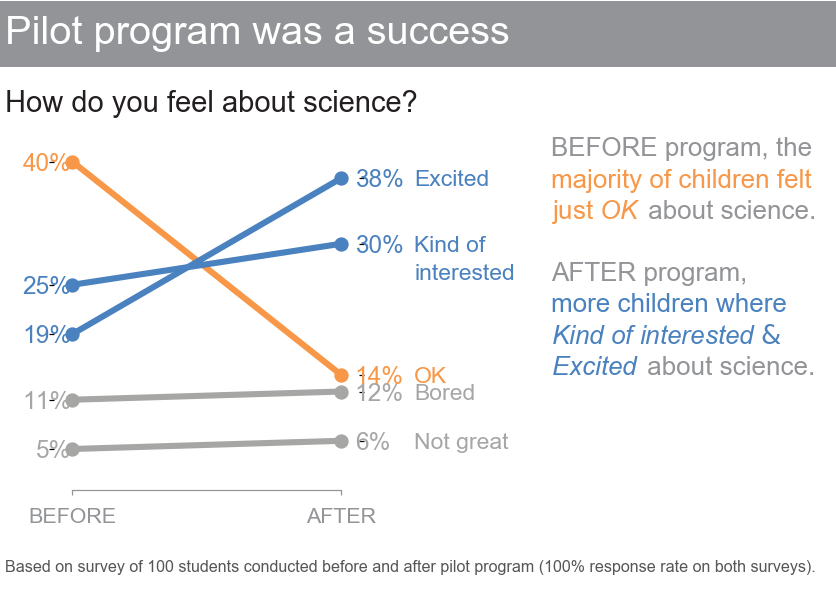 Pilot program was a success
How do you feel about science?
40%
25%
19%
11%
5%
38% Excited
30% Kind of
interested
14% OK
12% Bored
6% Not great
BEFORE
AFTER
BEFORE program, the
majority of children felt
just OK about science.
AFTER program,
more children where
Kind of interested &
Excited about science.
Based on survey of 100 students conducted before and after pilot program (100% response rate on both surveys).